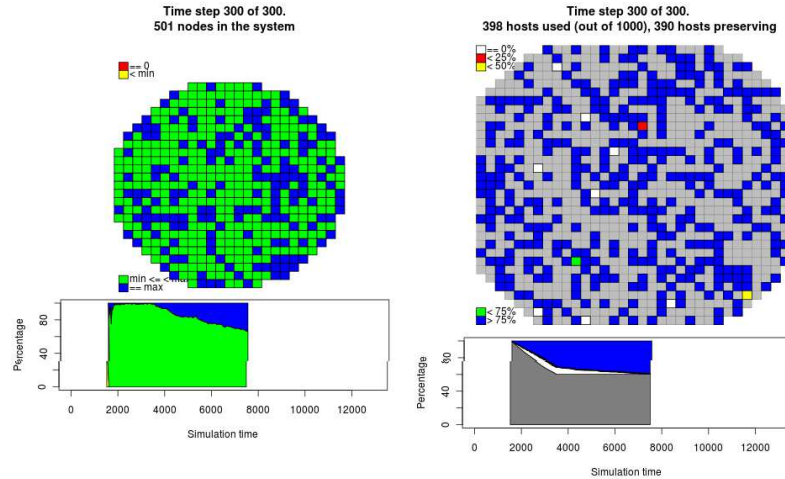 Time step 300 of 300.
501 nodes in the system
== 0
< min
min <= < max
== max
Percentage
0
40
80
0
2000
4000
6000
8000
10000
12000
Simulation time
Time step 300 of 300.
398 hosts used (out of 1000), 390 hosts preserving
== 0%
< 25%
< 50%
< 75%
> 75%
Percentage
0
40
80
0
2000
4000
6000
8000
10000
12000
Simulation time